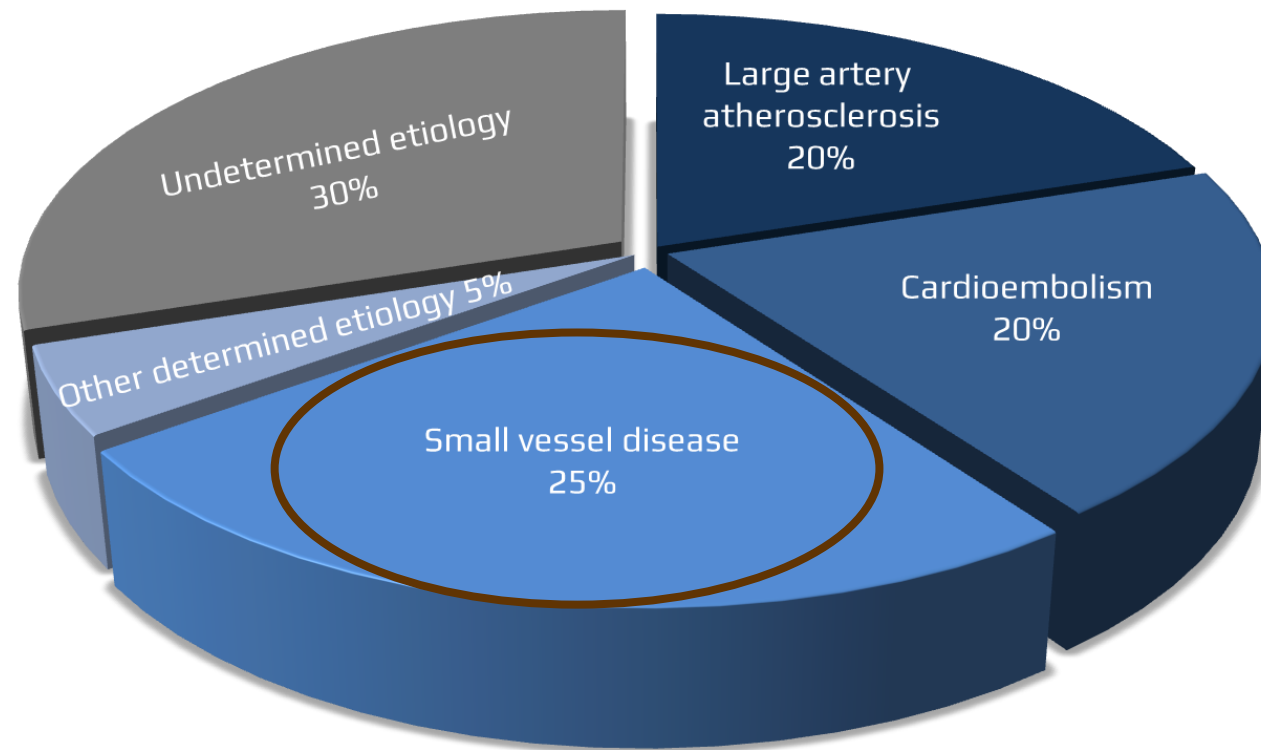 Large artery
atherosclerosis
20%
Cardioembolism
20%
Small vessel disease
25%
Other determined etiology 5%
Undetermined etiology
30%